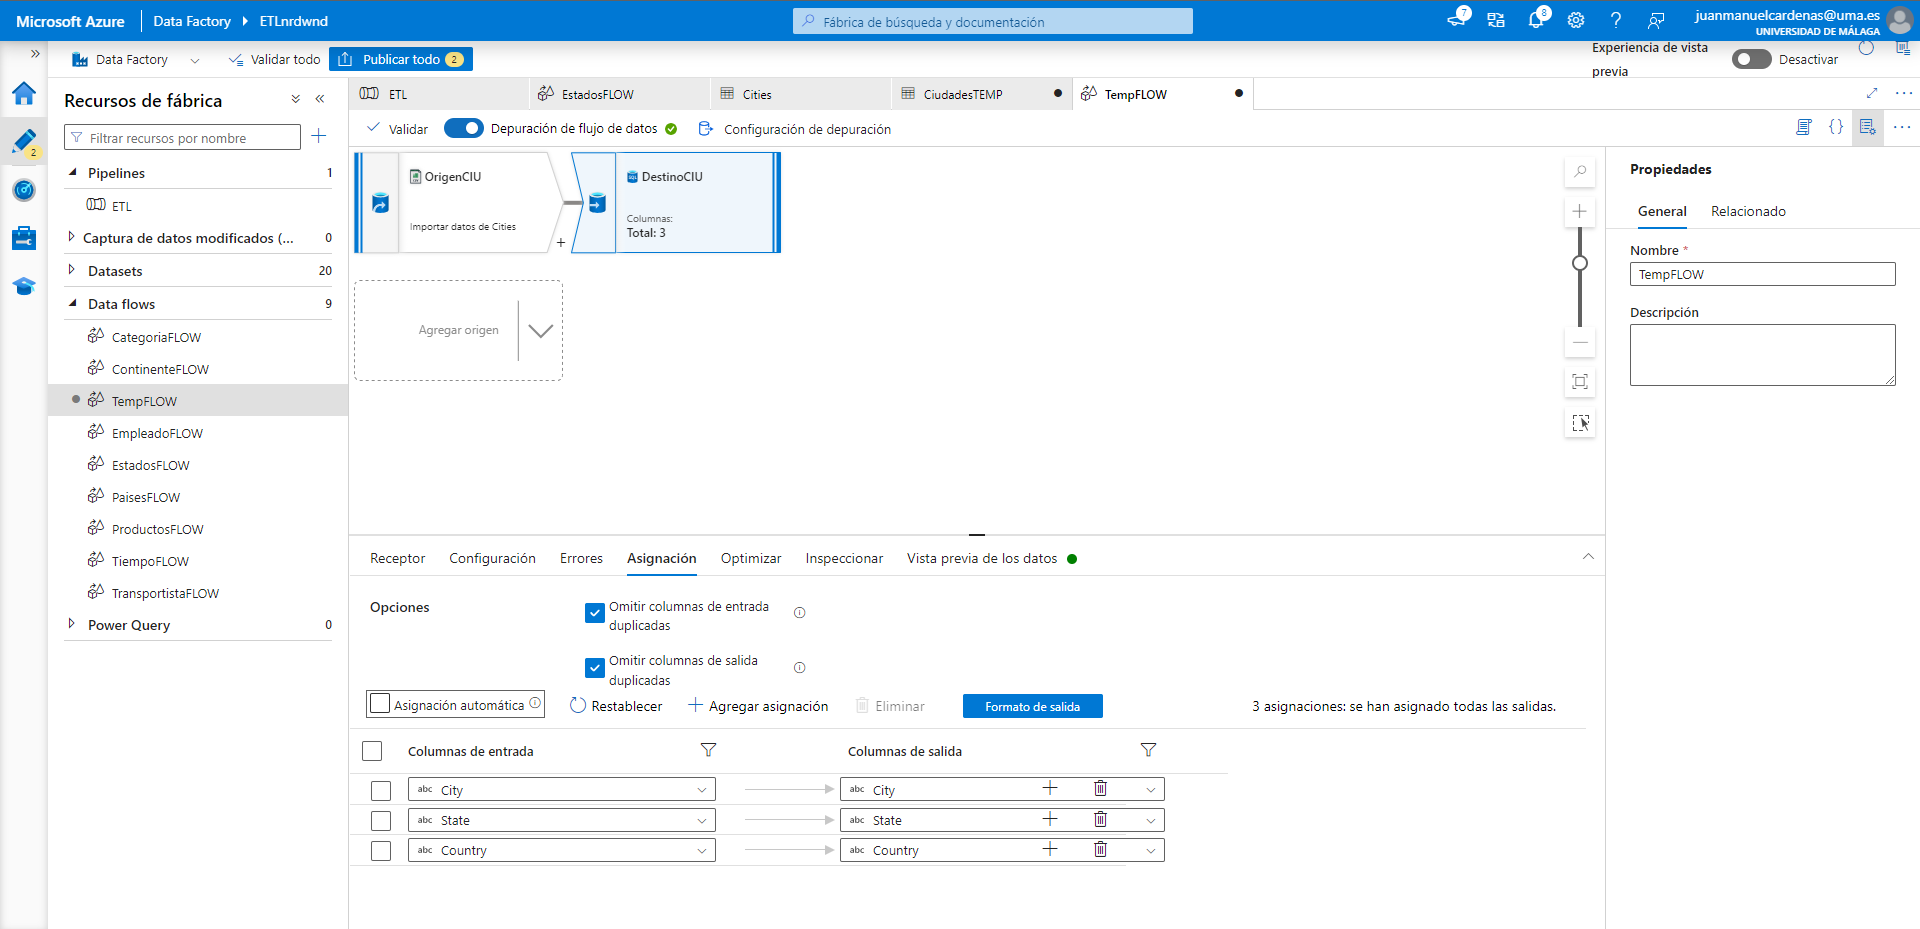 Microsoft Azure
Data Factory
ETLnrdwnd
Fábrica de búsqueda y documentación
7
8
juanmanuelcardenas@uma.es
UNIVERSIDAD DE MÁLAGA
Data Factory
Validar todo
Publicar todo 2
Experiencia de vista
previa
Desactivar
2
Recursos de fábrica
Filtrar recursos por nombre
Pipelines 1
ETL
Captura de datos modificados (... 0
Datasets 20
Data flows 9
CategoriaFLOW
ContinenteFLOW
TempFLOW
EmpleadoFLOW
EstadosFLOW
PaisesFLOW
ProductosFLOW
TiempoFLOW
TransportistaFLOW
Power Query 0
ETL
EstadosFLOW
Cities
CiudadesTEMP
TempFLOW
Validar
Depuración de flujo de datos
Configuración de depuración
OrigenCIU
Importar datos de Cities
+
DestinoCIU
Columnas:
Total: 3
Agregar origen
Receptor
Configuración
Errores
Asignación
Optimizar
Inspeccionar
Vista previa de los datos
Opciones
Omitir columnas de entrada
duplicadas
Omitir columnas de salida
duplicadas
Asignación automática
Restablecer
Agregar asignación
Eliminar
Formato de salida
3 asignaciones: se han asignado todas las salidas.
Columnas de entrada
Columnas de salida
abc City
abc City
abc State
abc State
abc Country
abc Country
Propiedades
General
Relacionado
Nombre *
TempFLOW
Descripción